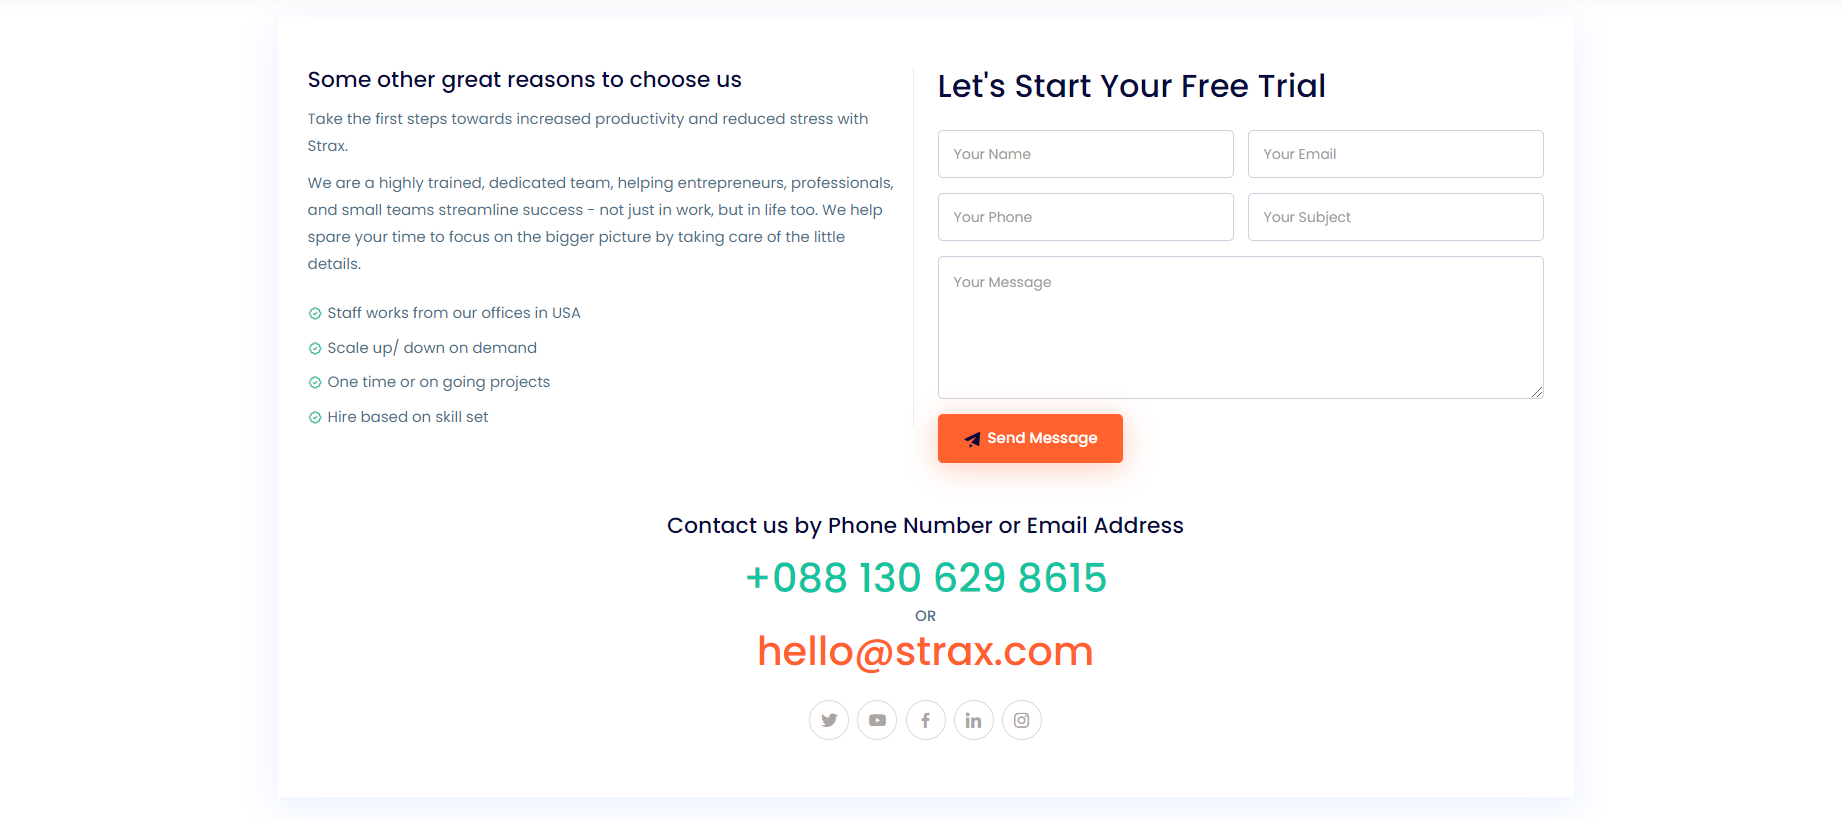 Some other great reasons to choose us
Take the first steps towards increased productivity and reduced stress with
Strax.
We are a highly trained, dedicated team, helping entrepreneurs, professionals,
and small teams streamline success - not just in work, but in life too. We help
spare your time to focus on the bigger picture by taking care of the little
details.
Staff works from our offices in USA
Scale up/ down on demand
One time or on going projects
Hire based on skill set
Let's Start Your Free Trial
Your Name
Your Email
Your Phone
Your Subject
Your Message
Send Message
Contact us by Phone Number or Email Address
+088 130 629 8615
OR
hello@strax.com